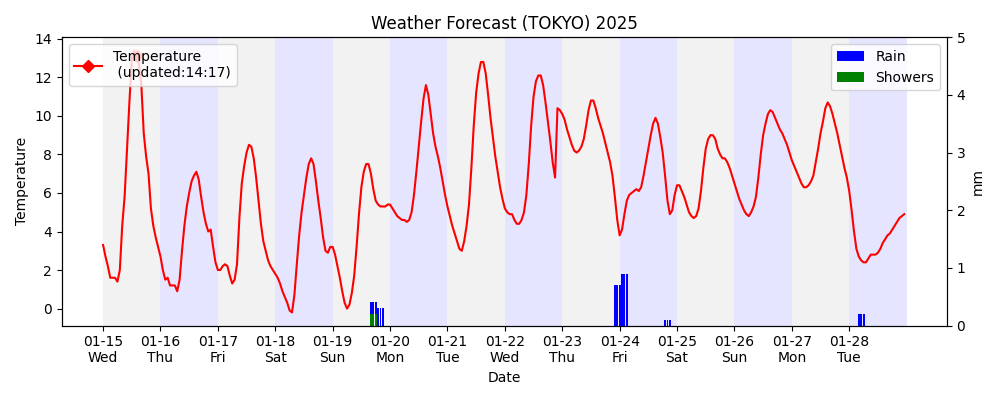 Weather Forecast (TOKYO) 2025
Temperature
(updated:14:17)
Rain
Showers
14
12
10
8
6
4
2
0
Temperature
5
4
3
2
1
0
mm
01-15 01-16 01-17 01-18 01-19 01-20 01-21 01-22 01-23 01-24 01-25 01-26 01-27 01-28
Wed Thu Fri Sat Sun Mon Tue Wed Thu Fri Sat Sun Mon Tue
Date